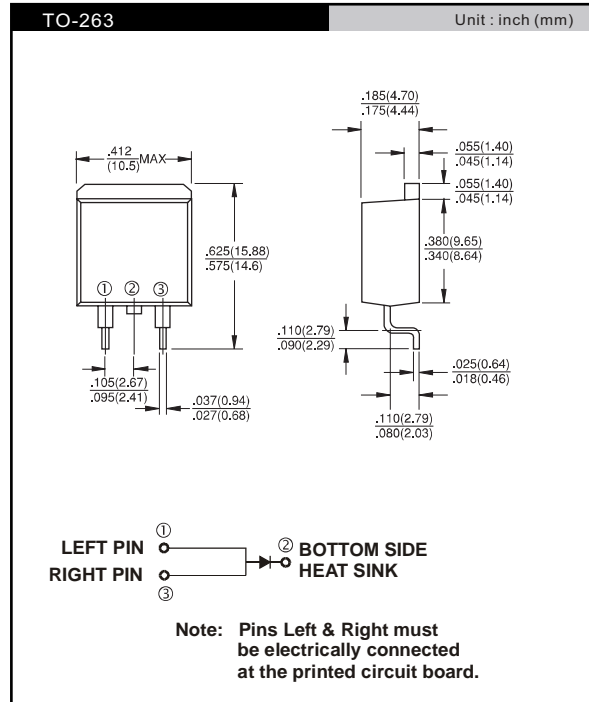 TO-263
Unit : inch (mm)
.185(4.70)
.175(4.44)
.412
(10.5)
MAX
.055(1.40)
.045(1.14)
.055(1.40)
.045(1.14)
.625(15.88)
.575(14.6)
.380(9.65)
.340(8.64)
① ② ③
.110(2.79)
.090(2.29)
.025(0.64)
.018(0.46)
.105(2.67)
.095(2.41)
.037(0.94)
.027(0.68)
.110(2.79)
.080(2.03)
①
LEFT PIN
② BOTTOM SIDE
HEAT SINK
RIGHT PIN
③
Note: Pins Left & Right must
be electrically connected
at the printed circuit board.